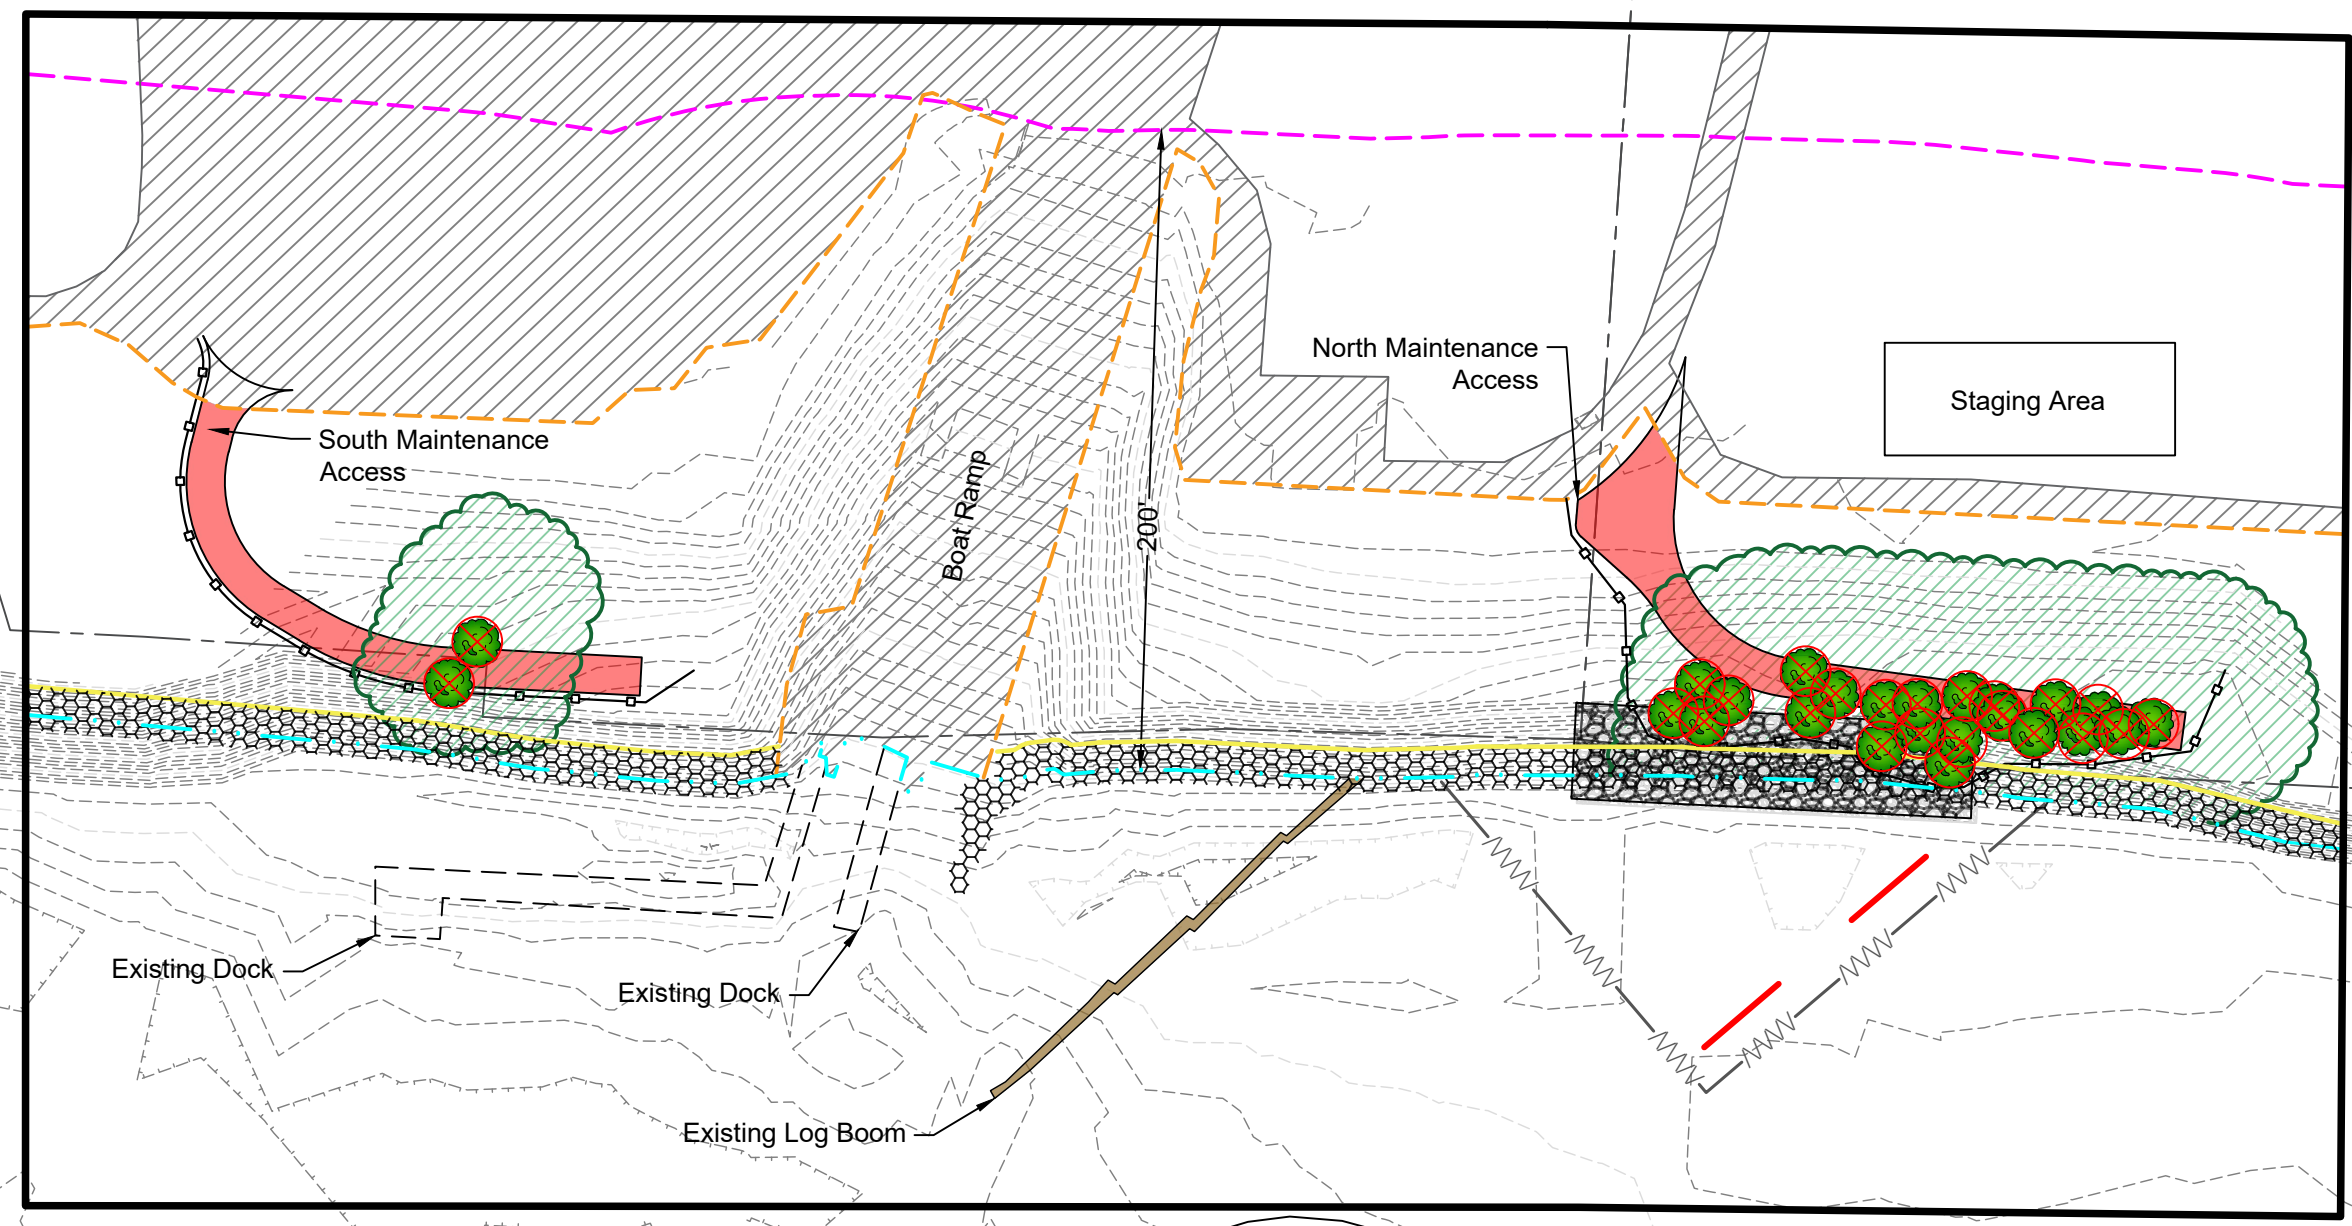 North Maintenance
Access
Staging Area
South Maintenance
Access
Boat Ramp
200'
Existing Dock
Existing Dock
Existing Log Boom